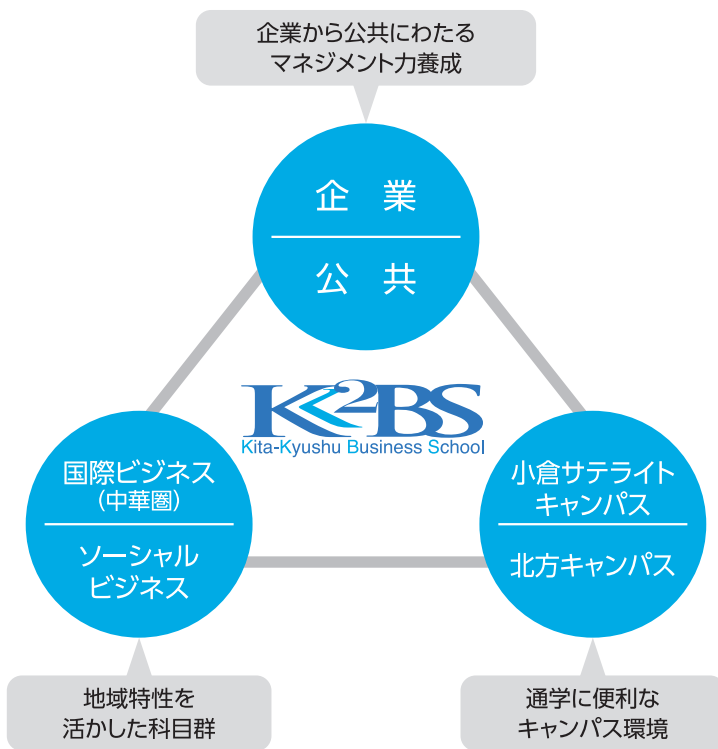 企業から公共にわたる
マネジメント力養成
企 業
公 共
K2BS
Kita-Kyushu Business School
国際ビジネス
(中華圏)
ソーシャル
ビジネス
小倉サテライト
キャンパス
北方キャンパス
地域特性を
活かした科目群
通学に便利な
キャンパス環境